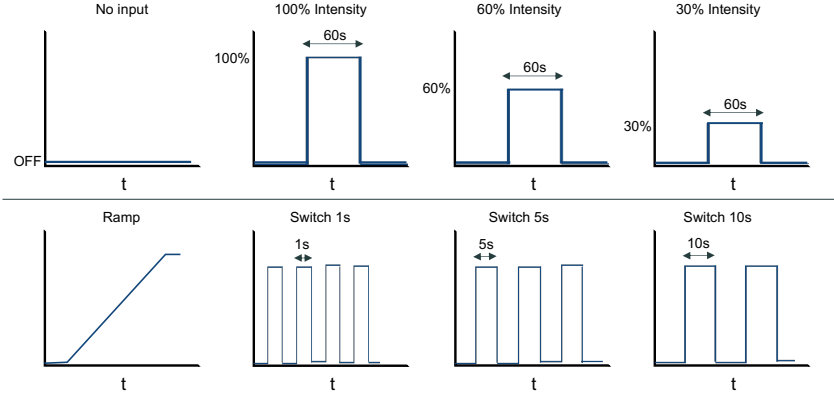 No input
100% Intensity
60% Intensity
30% Intensity
60s
100%
60s
60%
60s
30%
OFF
t
t
t
t
Ramp
Switch 1s
Switch 5s
Switch 10s
1s
5s
10s
t
t
t
t